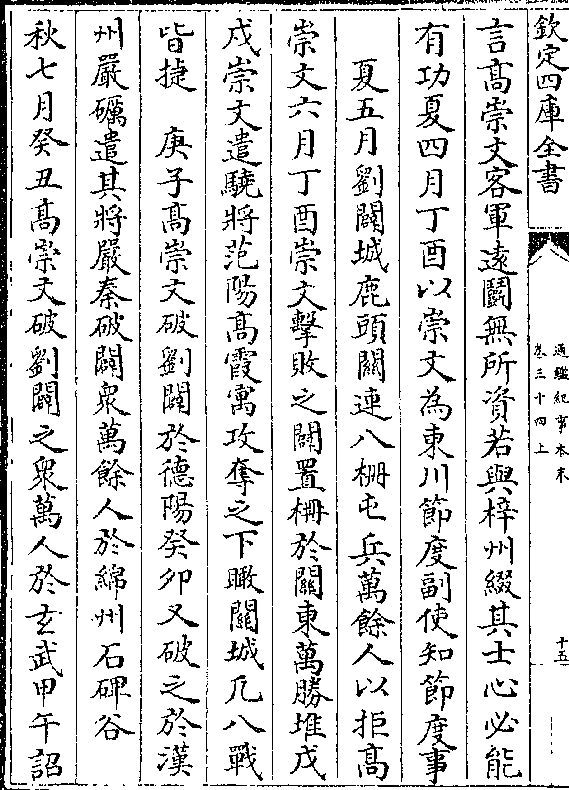 欽定四庫全書
通鑑紀事本末
卷三十四上
十五
言高崇文客軍遠鬭無所資若與梓州綴其士心必能
有功夏四月丁酉以崇文為東川節度副使知節度事
夏五月劉闢城鹿頭關連八柵屯兵萬餘人以拒高
崇文六月丁酉崇文擊敗之闢置柵於關東萬勝堆戊
戌崇文遣驍將范陽高霞寓攻奪之下瞰關城凡八戰
皆捷　庚子高崇文破劉闢於德陽癸卯又破之於漢
州嚴礪遣其將嚴秦破闢衆萬餘人於綿州石碑谷
秋七月癸丑高崇文破劉闢之衆萬人於玄武甲午詔